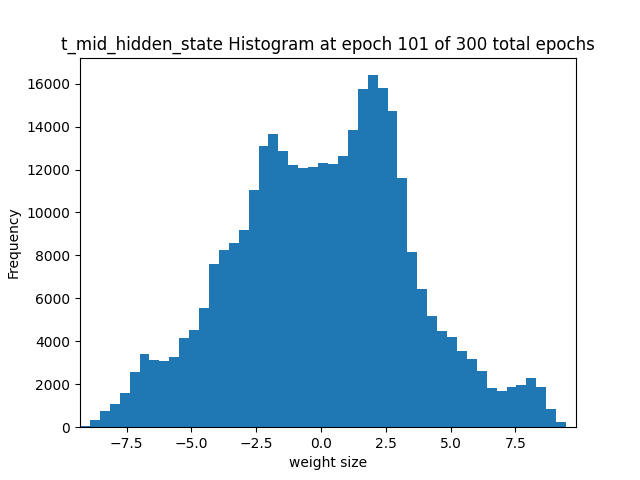 t_mid_hidden_state Histogram at epoch 101 of 300 total epochs
16000
14000
12000
10000
8000
6000
4000
2000
0
Frequency
−7.5 −5.0 −2.5 0.0 2.5 5.0 7.5
weight size